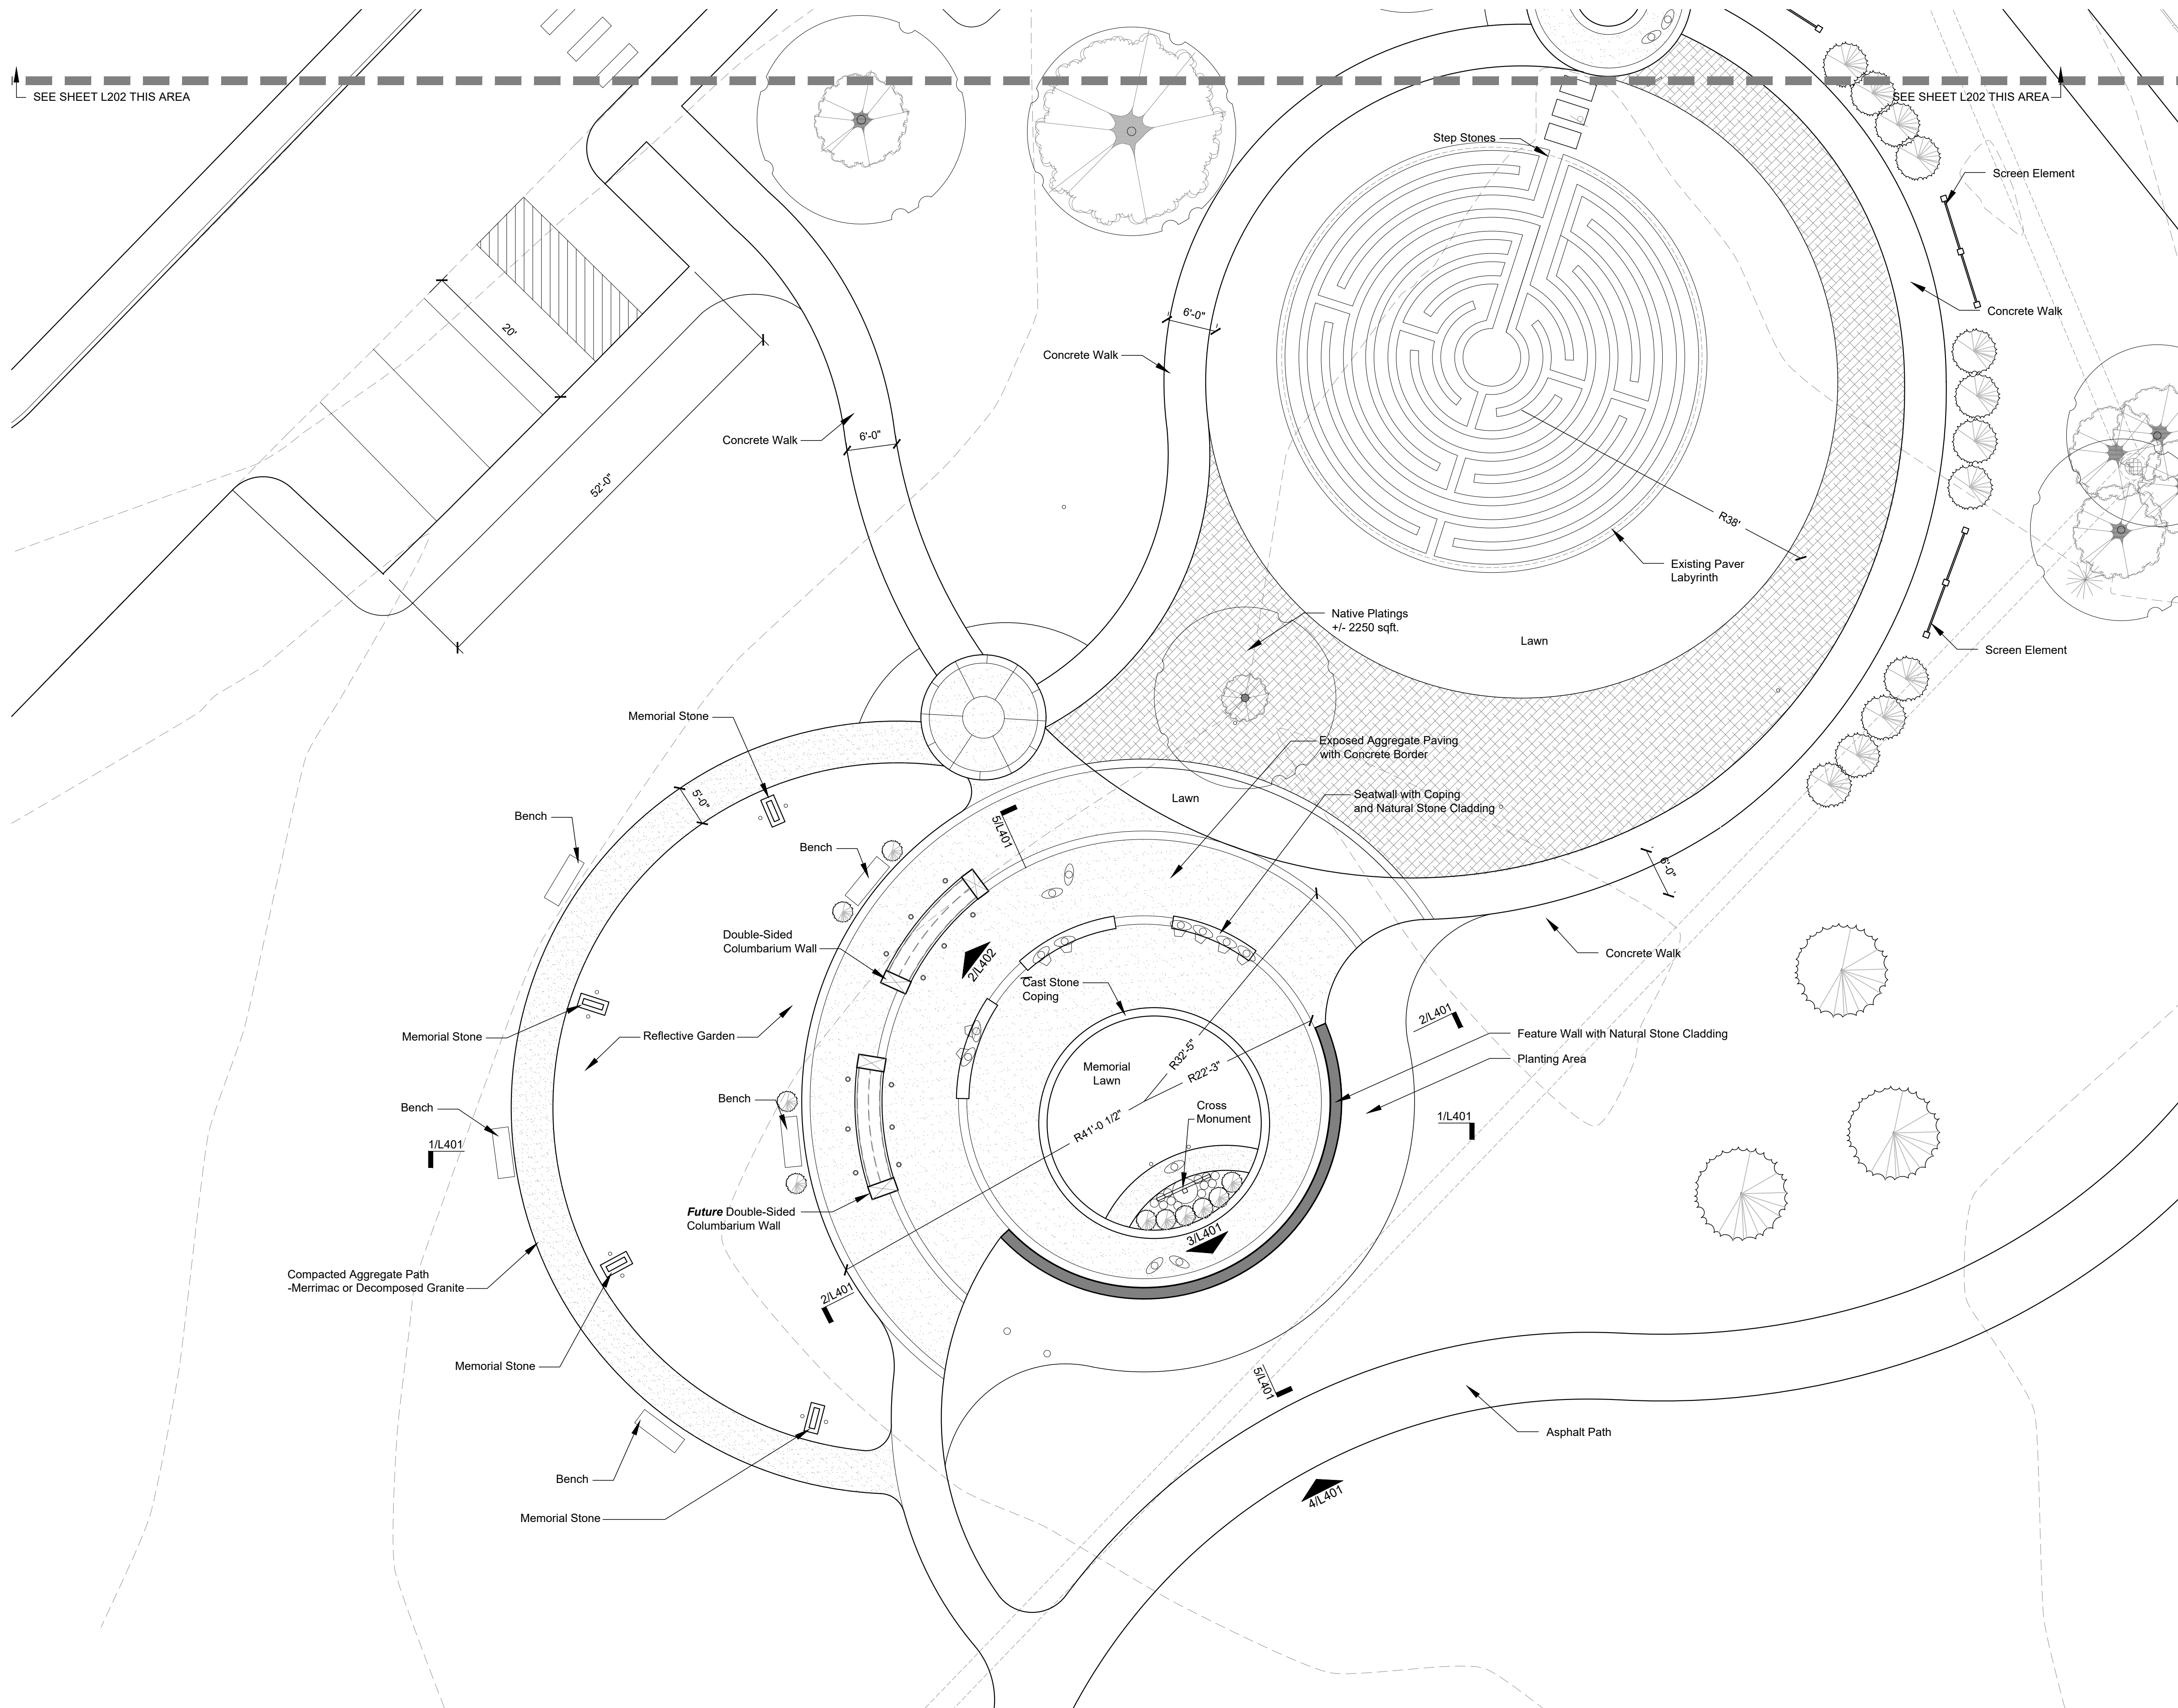 SEE SHEET L202 THIS AREA
SEE SHEET L202 THIS AREA
Step Stones
Screen Element
Concrete Walk
6'-0"
20'
Concrete Walk
Concrete Walk
6'-0"
52'-0"
R38'
Existing Paver
Labyrinth
Native Platings
+/- 2250 sqft.
Lawn
Screen Element
Memorial Stone
Exposed Aggregate Paving
with Concrete Border
Lawn
Seatwall with Coping
and Natural Stone Cladding
5'-0"
Bench
5/L401
Bench
6'-0"
Double-Sided
Columbarium Wall
2/L402
Concrete Walk
Cast Stone
Coping
2/L401
Memorial Stone
Reflective Garden
Feature Wall with Natural Stone Cladding
R32'-5"
Planting Area
Memorial
Lawn
R22'-3"
Bench
Bench
Cross
Monument
R41'-0 1/2"
1/L401
1/L401
Future Double-Sided
Columbarium Wall
3/L401
Compacted Aggregate Path
-Merrimac or Decomposed Granite
2/L401
Memorial Stone
5/L401
Asphalt Path
Bench
4/L401
Memorial Stone